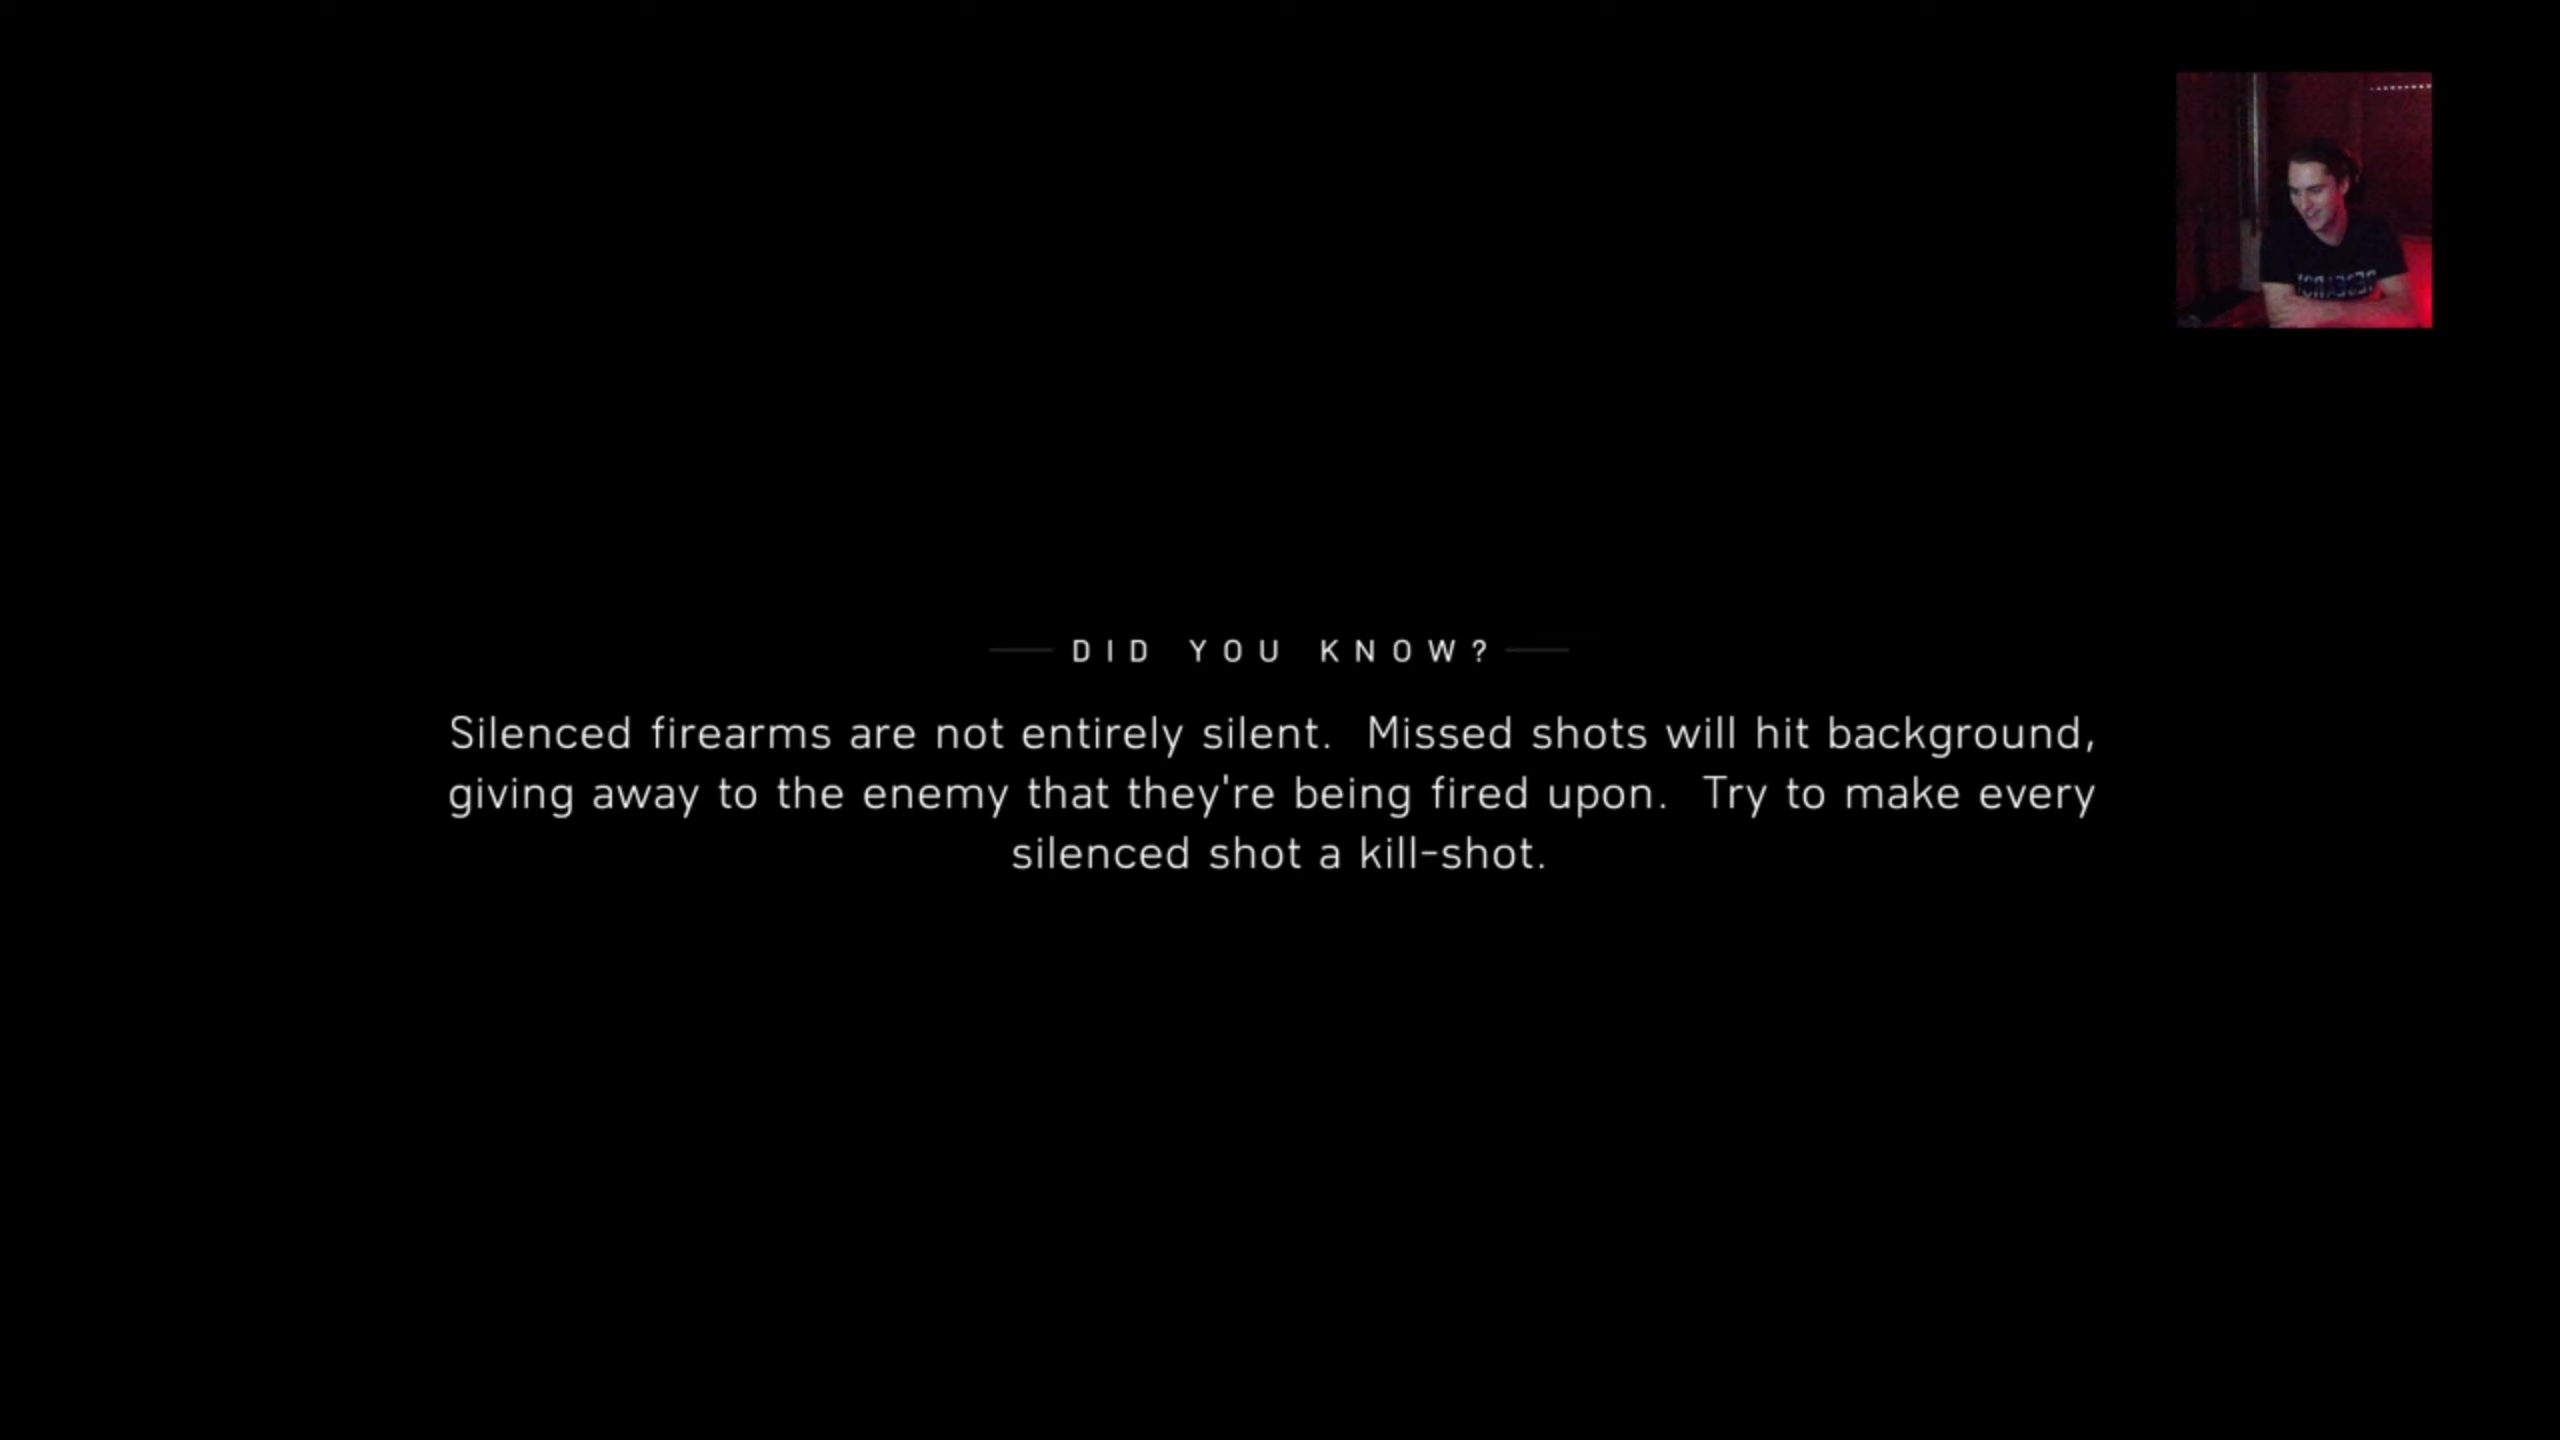 DID YOU KNOW?
Silenced firearms are not entirely silent.  Missed shots will hit background,
giving away to the enemy that they're being fired upon.  Try to make every
silenced shot a kill-shot.